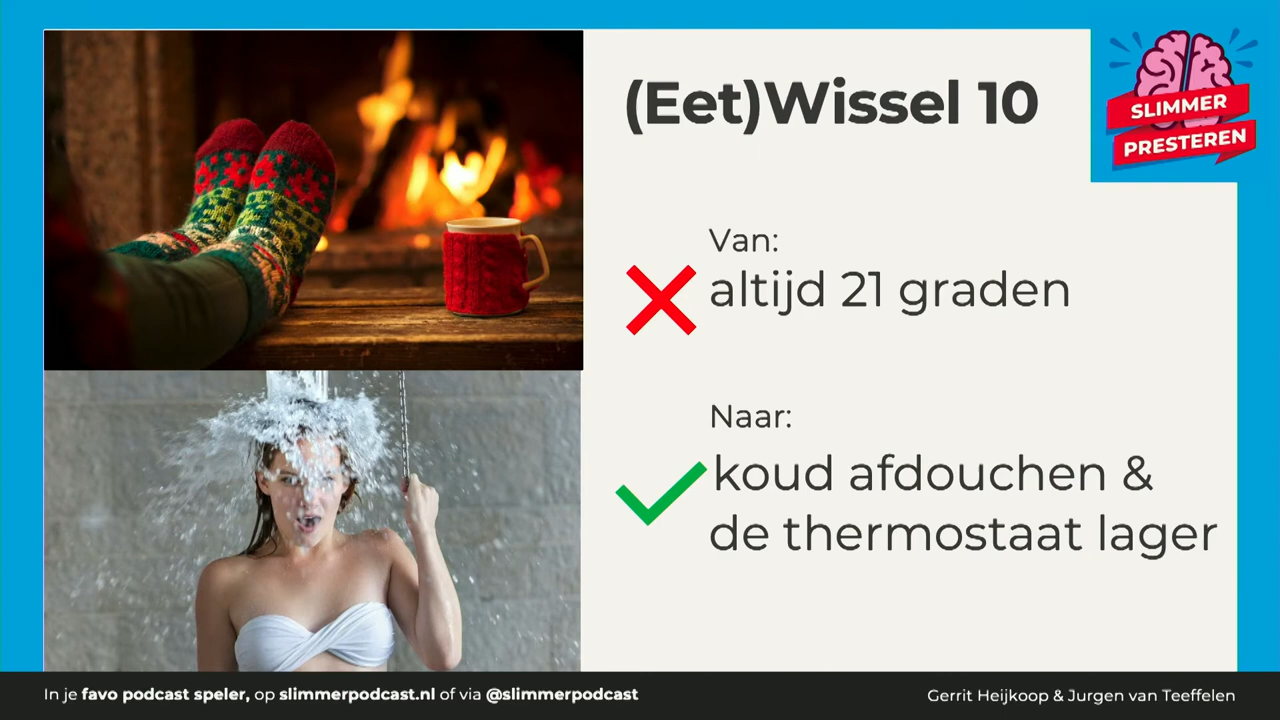 (Eet)Wissel 10
SLIMMER
PRESTEREN
Van:
altijd 21 graden
Naar:
koud afdouchen &
de thermostaat lager
In je favo podcast speler, op slimmerpodcast.nl of via @slimmerpodcast
Gerrit Heijkoop & Jurgen van Teeffelen